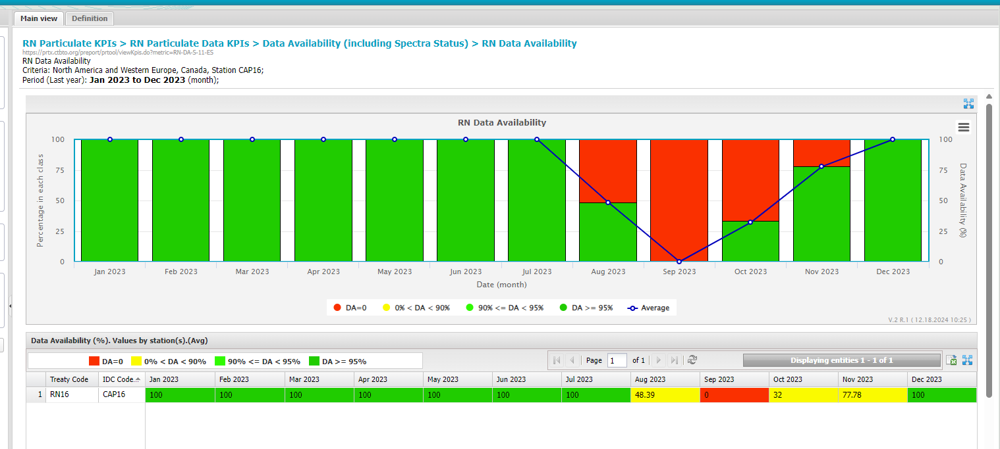 Main view Definition
RN Particulate KPIs > RN Particulate Data KPIs > Data Availability (including Spectra Status) > RN Data Availability
https://prtx.ctbto.org/preport/prtool/viewKpis.do?metric=RN-DA-S-11-ES
RN Data Availability
Criteria: North America and Western Europe, Canada, Station CAP16;
Period (Last year): Jan 2023 to Dec 2023 (month);
RN Data Availability
100 100
75 75
50 50
25 25
0 0
Percentage in each class
Data Availability (%)
Jan 2023 Feb 2023 Mar 2023 Apr 2023 May 2023 Jun 2023 Jul 2023 Aug 2023 Sep 2023 Oct 2023 Nov 2023 Dec 2023
Date (month)
DA=0 0% < DA < 90% 90% <= DA < 95% DA >= 95% Average
V.2 R.1 ( 12.18.2024 10:25 )
Data Availability (%). Values by station(s).(Avg)
DA=0 0% < DA < 90% 90% <= DA < 95% DA >= 95% Page 1 of 1 Displaying entities 1 - 1 of 1
Treaty Code IDC Code.. Jan 2023 Feb 2023 Mar 2023 Apr 2023 May 2023 Jun 2023 Jul 2023 Aug 2023 Sep 2023 Oct 2023 Nov 2023 Dec 2023
1 RN16 CAP16 100 100 100 100 100 100 100 48.39 0 32 77.78 100